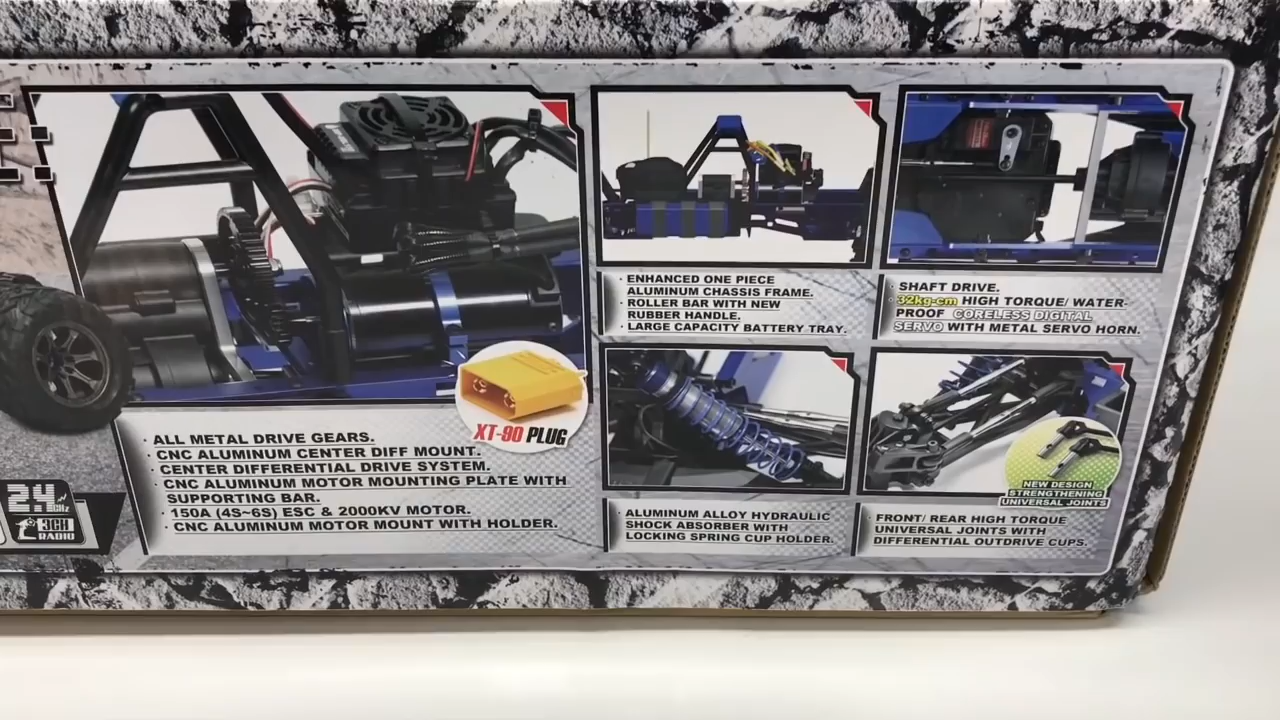 XT-90 PLUG
· ALL METAL DRIVE GEARS.
· CNC ALUMINUM CENTER DIFF MOUNT.
· CENTER DIFFERENTIAL DRIVE SYSTEM.
· CNC ALUMINUM MOTOR MOUNTING PLATE WITH
SUPPORTING BAR.
· 150A (4S~6S) ESC & 2000KV MOTOR.
· CNC ALUMINUM MOTOR MOUNT WITH HOLDER.
2.4
GHz
3CH
RADIO
· ENHANCED ONE PIECE
ALUMINUM CHASSIS FRAME.
· ROLLER BAR WITH NEW
RUBBER HANDLE.
· LARGE CAPACITY BATTERY TRAY.
· SHAFT DRIVE.
· 32kg-cm HIGH TORQUE/ WATER-
PROOF CORELESS DIGITAL
SERVO WITH METAL SERVO HORN.
ALUMINUM ALLOY HYDRAULIC
SHOCK ABSORBER WITH
LOCKING SPRING CUP HOLDER.
NEW DESIGN
STRENGTHENING
UNIVERSAL JOINTS
FRONT/ REAR HIGH TORQUE
UNIVERSAL JOINTS WITH
DIFFERENTIAL OUTDRIVE CUPS.